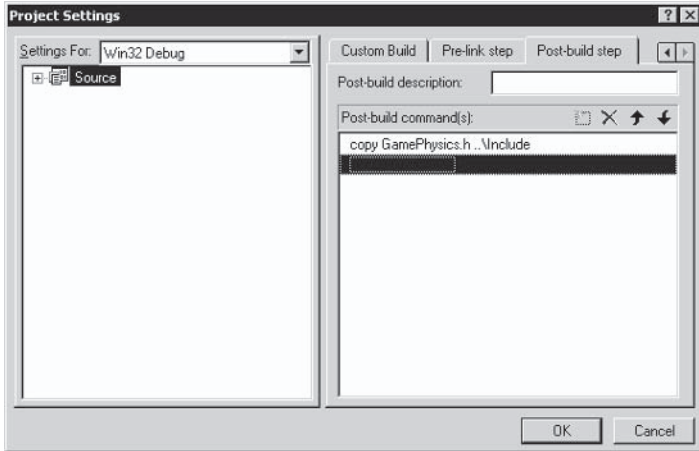 Project Settings
Settings For: Win32 Debug
Source
Custom Build
Pre-link step
Post-build step
Post-build description:
Post-build command(s):
copy GamePhysics.h ..\Include
OK
Cancel